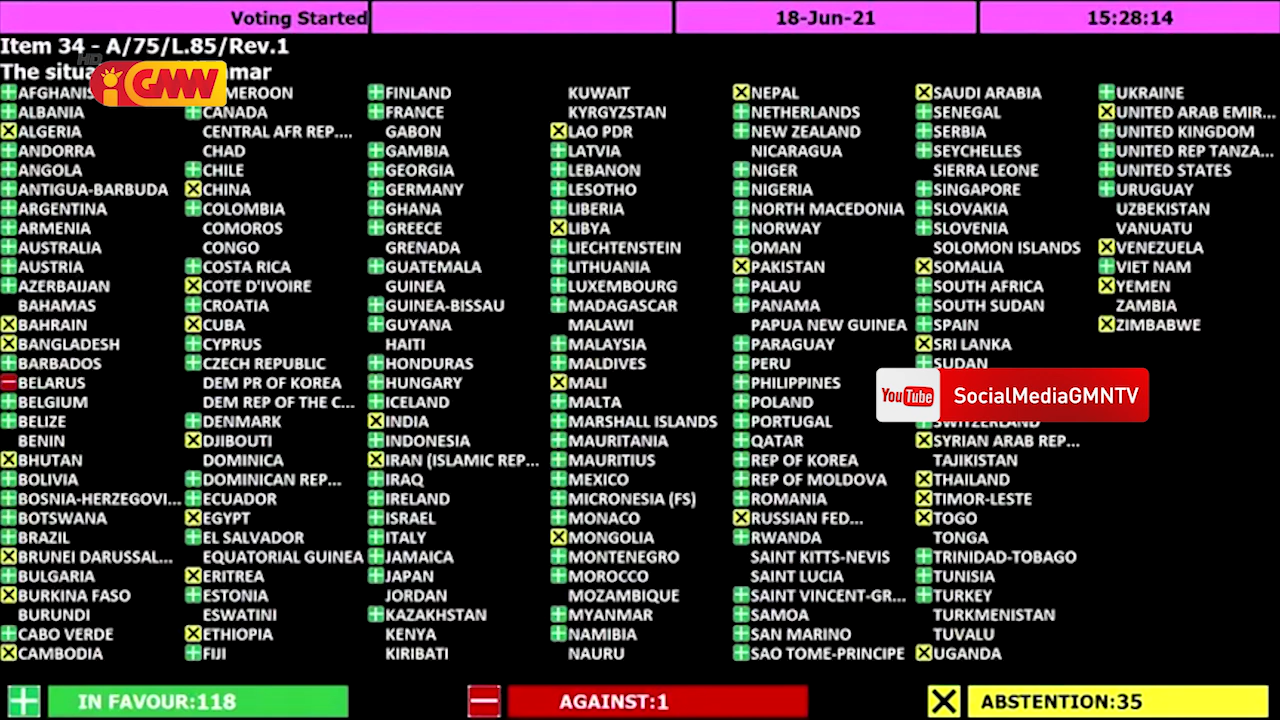 Voting Started 18-Jun-21 15:28:14
Item 34 - A/75/L.85/Rev.1
HD
The
iGMN
AFGHANIS
ALBANIA
ALGERIA
ANDORRA
ANGOLA
ANTIGUA-BARBUDA
ARGENTINA
ARMENIA
AUSTRALIA
AUSTRIA
AZERBAIJAN
BAHAMAS
BAHRAIN
BANGLADESH
BARBADOS
BELARUS
BELGIUM
BELIZE
BENIN
BHUTAN
BOLIVIA
BOSNIA-HERZEGOVI...
BOTSWANA
BRAZIL
BRUNEI DARUSSAL...
BULGARIA
BURKINA FASO
BURUNDI
CABO VERDE
CAMBODIA
MEROON
CANADA
CENTRAL AFR REP....
CHAD
CHILE
CHINA
COLOMBIA
COMOROS
CONGO
COSTA RICA
COTE D'IVOIRE
CROATIA
CUBA
CYPRUS
CZECH REPUBLIC
DEM PR OF KOREA
DEM REP OF THE C...
DENMARK
DJIBOUTI
DOMINICA
DOMINICAN REP...
ECUADOR
EGYPT
EL SALVADOR
EQUATORIAL GUINEA
ERITREA
ESTONIA
ESWATINI
ETHIOPIA
FIJI
FINLAND
FRANCE
GABON
GAMBIA
GEORGIA
GERMANY
GHANA
GREECE
GRENADA
GUATEMALA
GUINEA
GUINEA-BISSAU
GUYANA
HAITI
HONDURAS
HUNGARY
ICELAND
INDIA
INDONESIA
IRAN (ISLAMIC REP...
IRAQ
IRELAND
ISRAEL
ITALY
JAMAICA
JAPAN
JORDAN
KAZAKHSTAN
KENYA
KIRIBATI
KUWAIT
KYRGYZSTAN
LAO PDR
LATVIA
LEBANON
LESOTHO
LIBERIA
LIBYA
LIECHTENSTEIN
LITHUANIA
LUXEMBOURG
MADAGASCAR
MALAWI
MALAYSIA
MALDIVES
MALI
MALTA
MARSHALL ISLANDS
MAURITANIA
MAURITIUS
MEXICO
MICRONESIA (FS)
MONACO
MONGOLIA
MONTENEGRO
MOROCCO
MOZAMBIQUE
MYANMAR
NAMIBIA
NAURU
NEPAL
NETHERLANDS
NEW ZEALAND
NICARAGUA
NIGER
NIGERIA
NORTH MACEDONIA
NORWAY
OMAN
PAKISTAN
PALAU
PANAMA
PAPUA NEW GUINEA
PARAGUAY
PERU
PHILIPPINES
POLAND
PORTUGAL
QATAR
REP OF KOREA
REP OF MOLDOVA
ROMANIA
RUSSIAN FED...
RWANDA
SAINT KITTS-NEVIS
SAINT LUCIA
SAINT VINCENT-GR...
SAMOA
SAN MARINO
SAO TOME-PRINCIPE
SAUDI ARABIA
SENEGAL
SERBIA
SEYCHELLES
SIERRA LEONE
SINGAPORE
SLOVAKIA
SLOVENIA
SOLOMON ISLANDS
SOMALIA
SOUTH AFRICA
SOUTH SUDAN
SPAIN
SRI LANKA
SUDAN
You Tube SocialMediaGMNTV
SWITZERLAND
SYRIAN ARAB REP...
TAJIKISTAN
THAILAND
TIMOR-LESTE
TOGO
TONGA
TRINIDAD-TOBAGO
TUNISIA
TURKEY
TURKMENISTAN
TUVALU
UGANDA
UKRAINE
UNITED ARAB EMIR...
UNITED KINGDOM
UNITED REP TANZA...
UNITED STATES
URUGUAY
UZBEKISTAN
VANUATU
VENEZUELA
VIET NAM
YEMEN
ZAMBIA
ZIMBABWE
IN FAVOUR:118 AGAINST:1 ABSTENTION:35